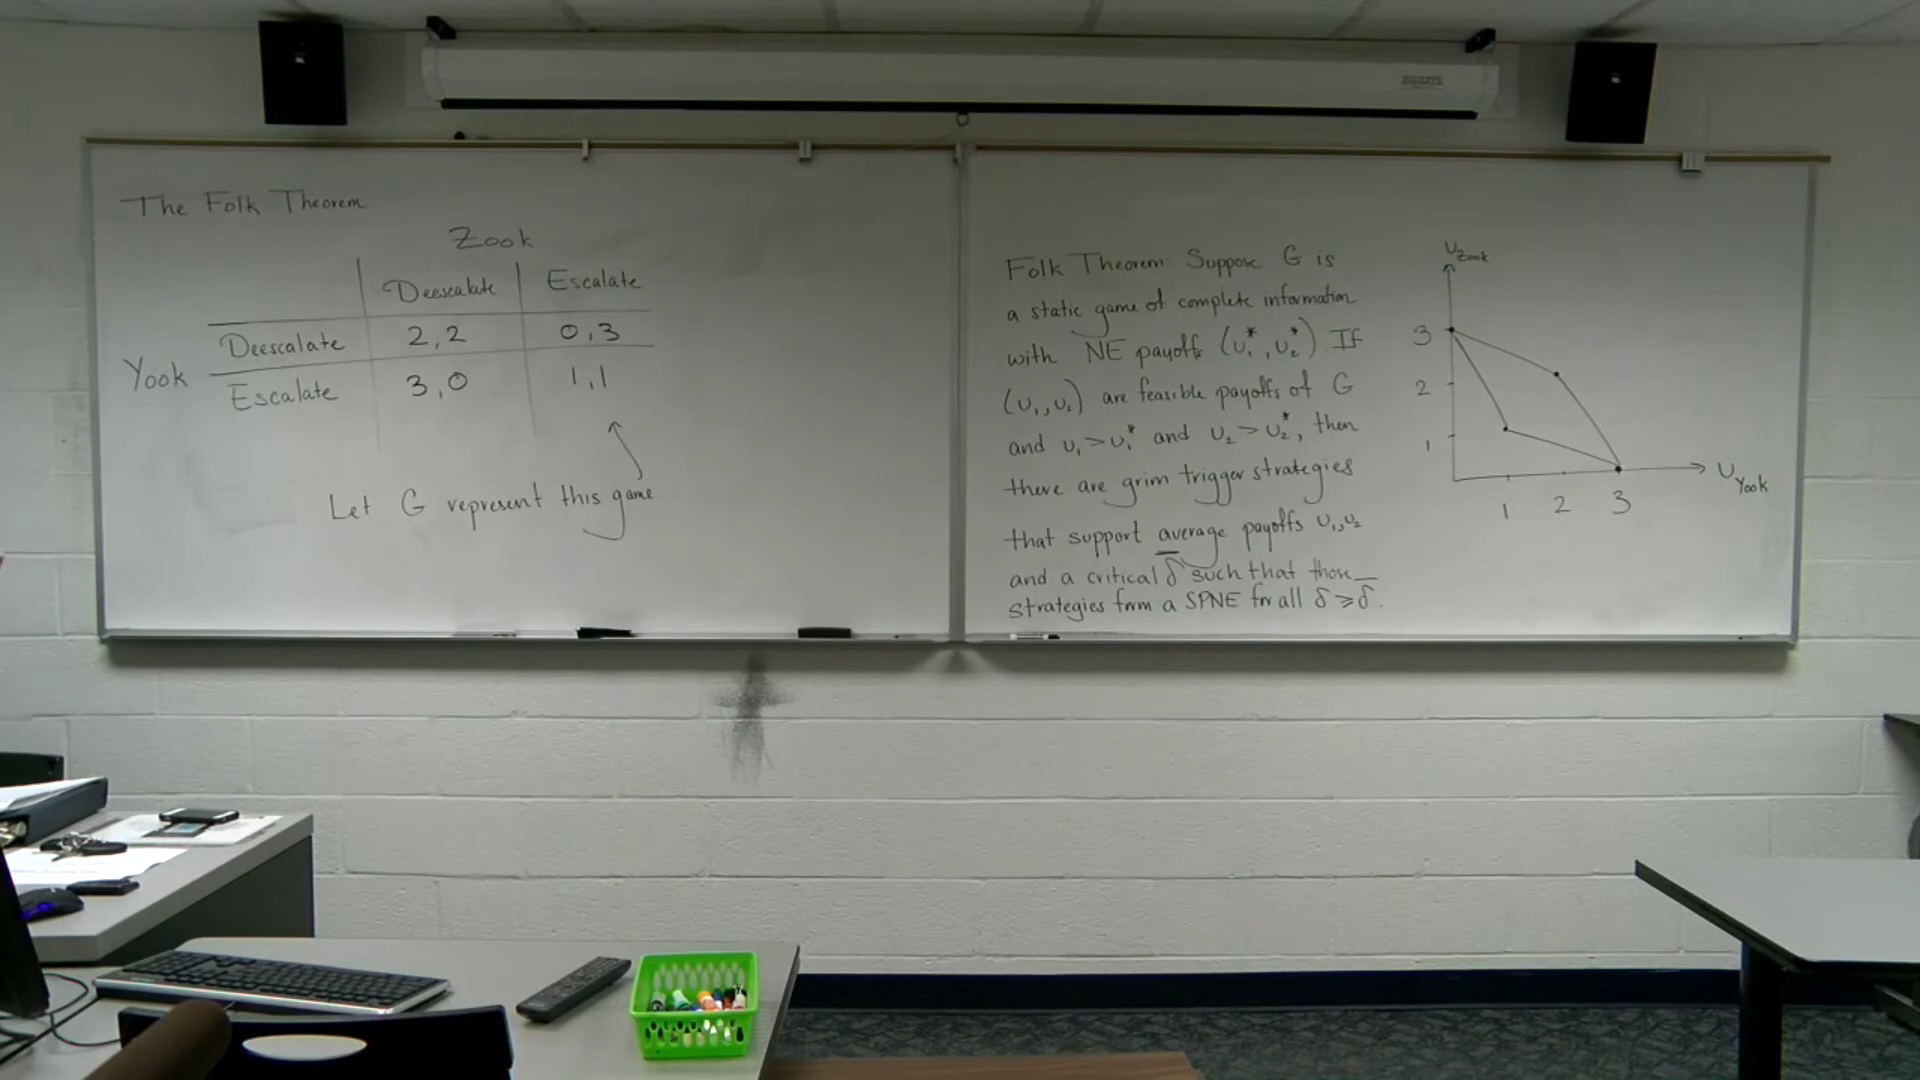 The Folk Theorem
Zook
Deescalate Escalate
Deescalate 2,2 0,3
Yook
Escalate 3,0 1,1
Let G represent this game
Folk Theorem Suppose G is
a static game of complete information
with NE payoffs (U₁*, U₂*) If
(U₁, U₂) are feasible payoffs of G
and U₁ > U₁* and U₂ > U₂*, then
there are grim trigger strategies
that support average payoffs U₁, U₂
and a critical δ̅ such that those
strategies form a SPNE for all δ ⩾ δ̅.
U Zook
3
2
1
U Yook
1 2 3